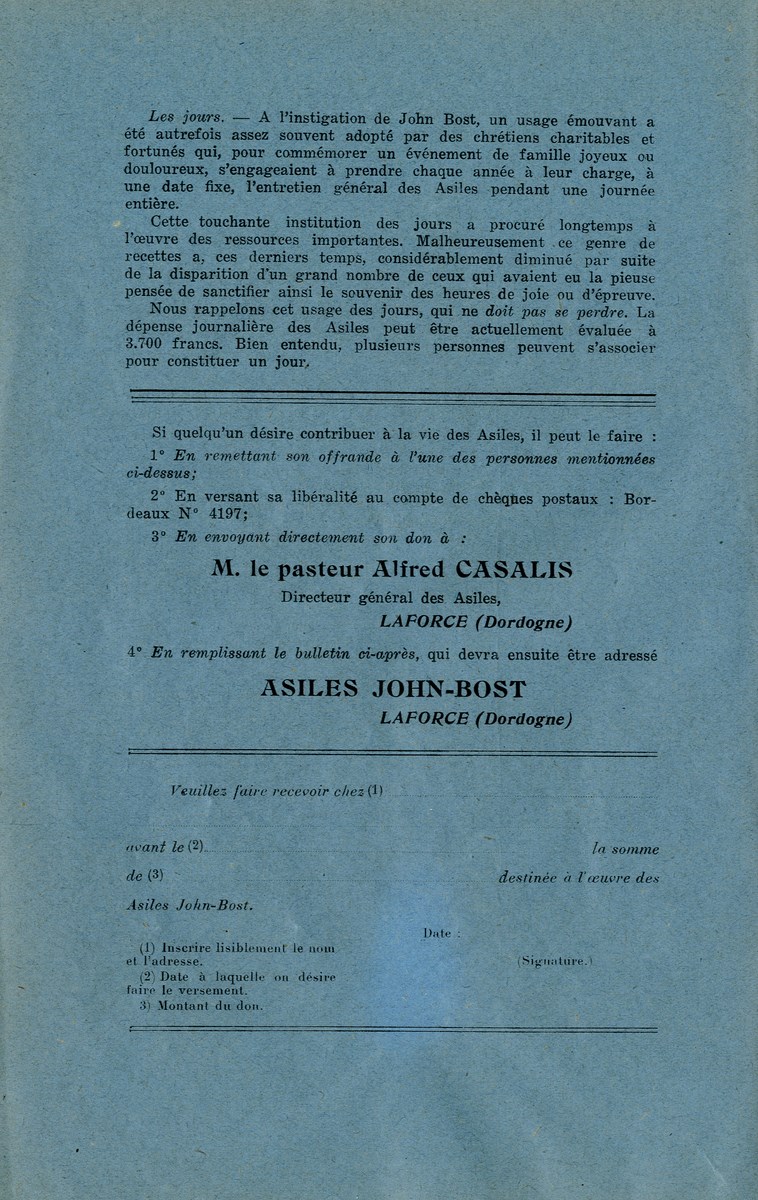 Les jours. — A l'instigation de John Bost, un usage émouvant a
été autrefois assez souvent adopté par des chrétiens charitables et
fortunés qui, pour commémorer un événement de famille joyeux ou
douloureux, s'engageaient à prendre chaque année à leur charge, à
une date fixe, l'entretien général des Asiles pendant une journée
entière.
Cette touchante institution des jours a procuré longtemps à
l'œuvre des ressources importantes. Malheureusement ce genre de
recettes a, ces derniers temps, considérablement diminué par suite
de la disparition d'un grand nombre de ceux qui avaient eu la pieuse
pensée de sanctifier ainsi le souvenir des heures de joie ou d'épreuve.
Nous rappelons cet usage des jours, qui ne doit pas se perdre. La
dépense journalière des Asiles peut être actuellement évaluée à
3.700 francs. Bien entendu, plusieurs personnes peuvent s'associer
pour constituer un jour.
Si quelqu'un désire contribuer à la vie des Asiles, il peut le faire :
1° En remettant son offrande à l'une des personnes mentionnées
ci-dessus;
2° En versant sa libéralité au compte de chèques postaux : Bor-
deaux N° 4197;
3° En envoyant directement son don à :
M. le pasteur Alfred CASALIS
Directeur général des Asiles,
LAFORCE (Dordogne)
4° En remplissant le bulletin ci-après, qui devra ensuite être adressé
ASILES JOHN-BOST
LAFORCE (Dordogne)
Veuillez faire recevoir chez (1)
avant le (2) la somme
de (3) destinée à l'œuvre des
Asiles John-Bost.
Date :
(Signature.)
(1) Inscrire lisiblement le nom
et l'adresse.
(2) Date à laquelle on désire
faire le versement.
3) Montant du don.